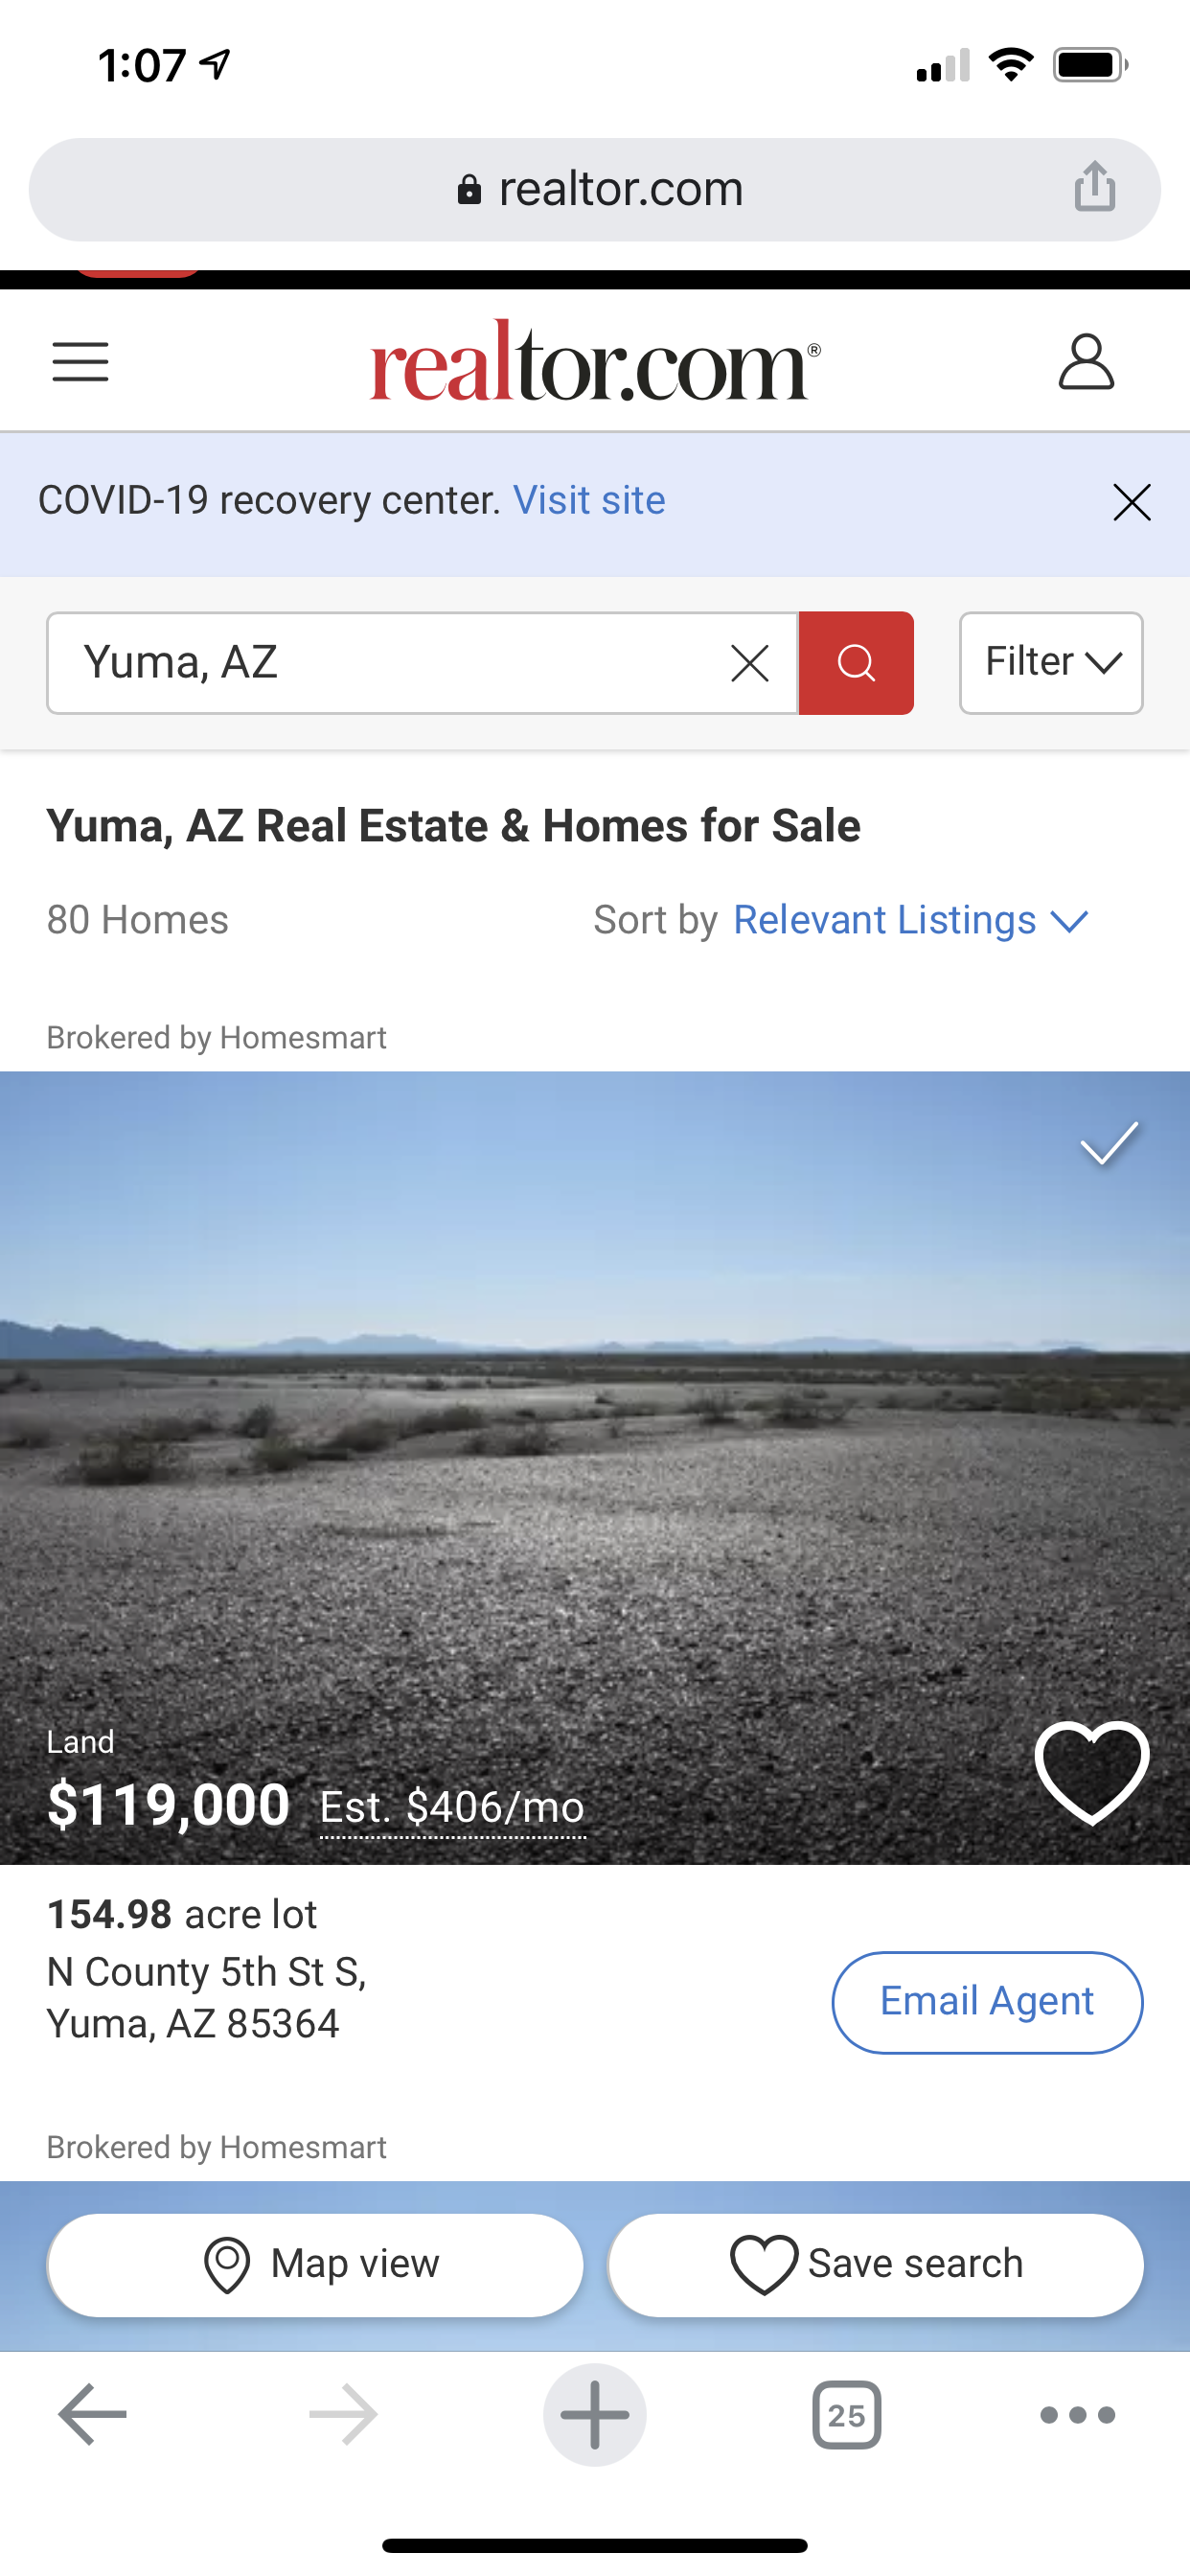 1:07
realtor.com
realtor.com®
COVID-19 recovery center. Visit site
Yuma, AZ
Filter
Yuma, AZ Real Estate & Homes for Sale
80 Homes
Sort by Relevant Listings
Brokered by Homesmart
Land
$119,000 Est. $406/mo
154.98 acre lot
N County 5th St S,
Yuma, AZ 85364
Email Agent
Brokered by Homesmart
Map view
Save search
25